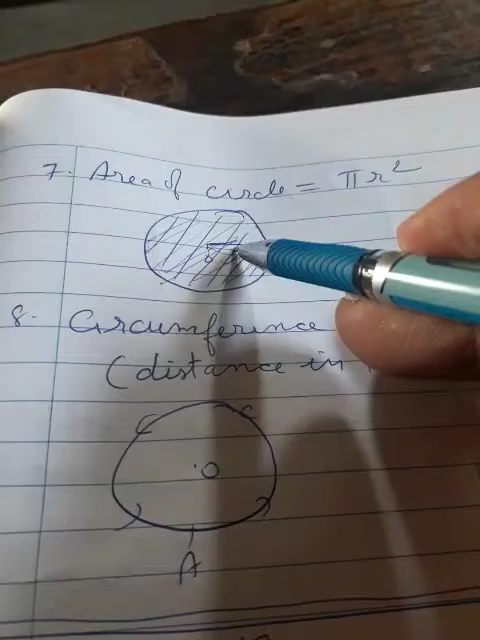 7. Area of circle = πr²
8. Circumference
(distance in
O
A